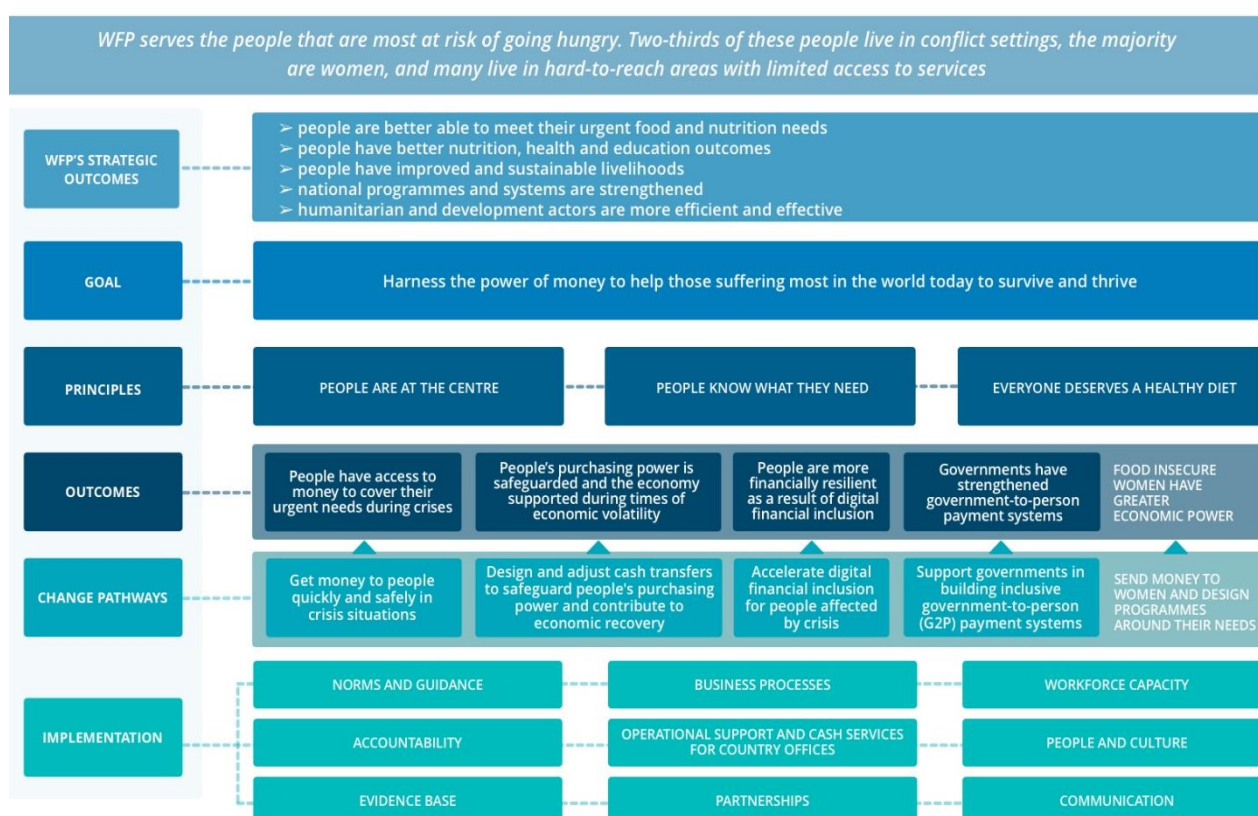 WFP serves the people that are most at risk of going hungry. Two-thirds of these people live in conflict settings, the majority
are women, and many live in hard-to-reach areas with limited access to services
WFP'S STRATEGIC
OUTCOMES
➢ people are better able to meet their urgent food and nutrition needs
➢ people have better nutrition, health and education outcomes
➢ people have improved and sustainable livelihoods
➢ national programmes and systems are strengthened
➢ humanitarian and development actors are more efficient and effective
GOAL
Harness the power of money to help those suffering most in the world today to survive and thrive
PRINCIPLES
PEOPLE ARE AT THE CENTRE
PEOPLE KNOW WHAT THEY NEED
EVERYONE DESERVES A HEALTHY DIET
OUTCOMES
People have access to
money to cover their
urgent needs during crises
People's purchasing power is
safeguarded and the economy
supported during times of
economic volatility
People are more
financially resilient
as a result of digital
financial inclusion
Governments have
strengthened
government-to-person
payment systems
FOOD INSECURE
WOMEN HAVE
GREATER
ECONOMIC POWER
CHANGE PATHWAYS
Get money to people
quickly and safely in
crisis situations
Design and adjust cash transfers
to safeguard people's purchasing
power and contribute to
economic recovery
Accelerate digital
financial inclusion
for people affected
by crisis
Support governments in
building inclusive
government-to-person
(G2P) payment systems
SEND MONEY TO
WOMEN AND DESIGN
PROGRAMMES
AROUND THEIR NEEDS
IMPLEMENTATION
NORMS AND GUIDANCE
BUSINESS PROCESSES
WORKFORCE CAPACITY
ACCOUNTABILITY
OPERATIONAL SUPPORT AND CASH SERVICES
FOR COUNTRY OFFICES
PEOPLE AND CULTURE
EVIDENCE BASE
PARTNERSHIPS
COMMUNICATION